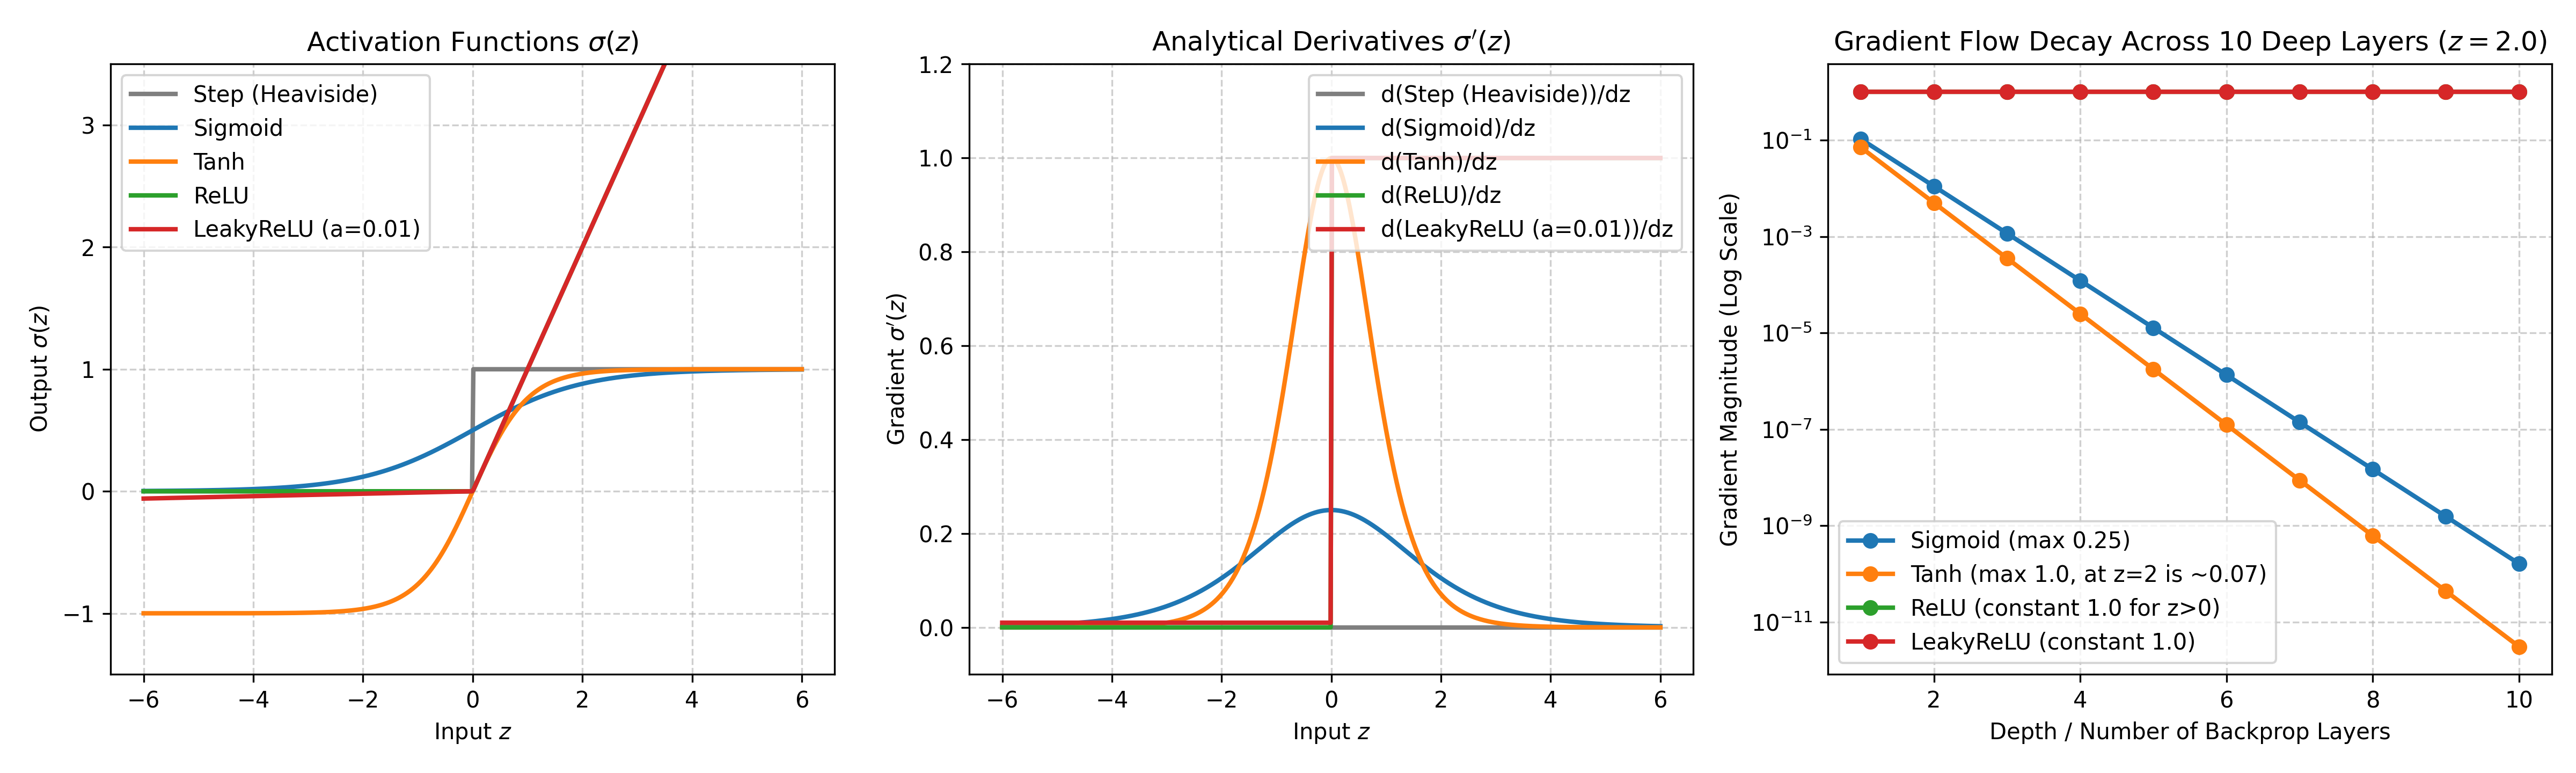 Activation Functions σ(z)
Step (Heaviside)
Sigmoid
Tanh
ReLU
LeakyReLU (a=0.01)
Output σ(z)
3
2
1
0
−1
−6
−4
−2
0
2
4
6
Input z
Analytical Derivatives σ′(z)
d(Step (Heaviside))/dz
d(Sigmoid)/dz
d(Tanh)/dz
d(ReLU)/dz
d(LeakyReLU (a=0.01))/dz
Gradient σ′(z)
1.2
1.0
0.8
0.6
0.4
0.2
0.0
−6
−4
−2
0
2
4
6
Input z
Gradient Flow Decay Across 10 Deep Layers (z = 2.0)
Gradient Magnitude (Log Scale)
10⁻¹
10⁻³
10⁻⁵
10⁻⁷
10⁻⁹
10⁻¹¹
Sigmoid (max 0.25)
Tanh (max 1.0, at z=2 is ~0.07)
ReLU (constant 1.0 for z>0)
LeakyReLU (constant 1.0)
2
4
6
8
10
Depth / Number of Backprop Layers